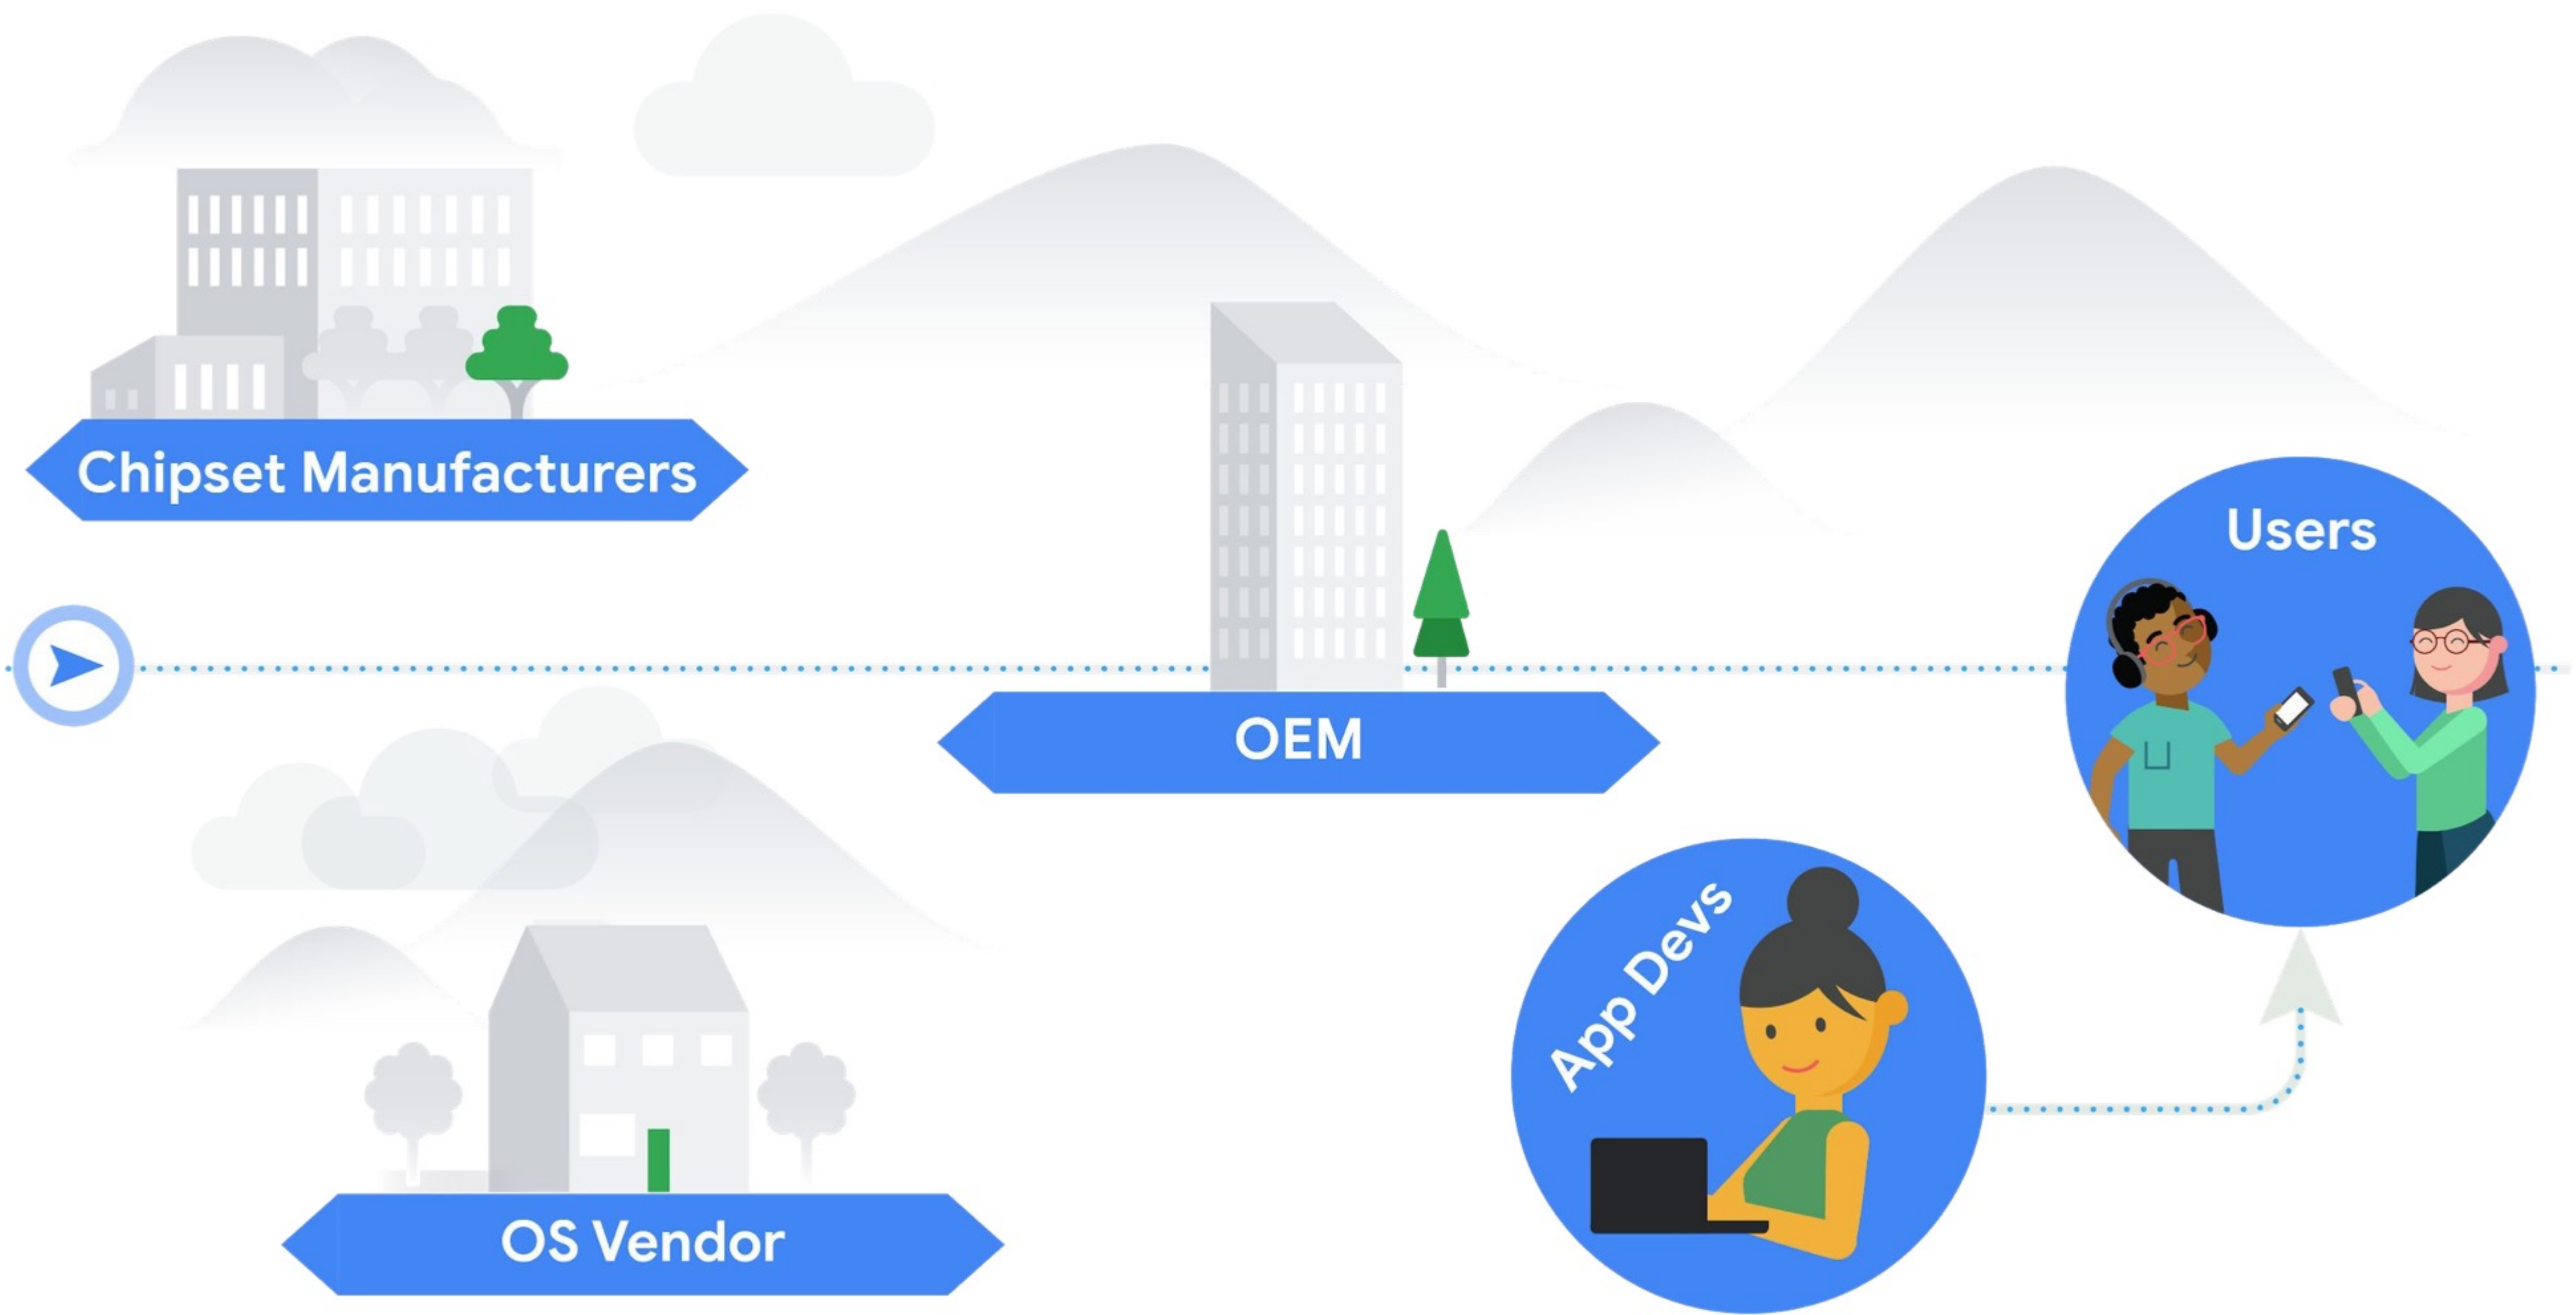 Chipset Manufacturers
OEM
Users
App Devs
OS Vendor